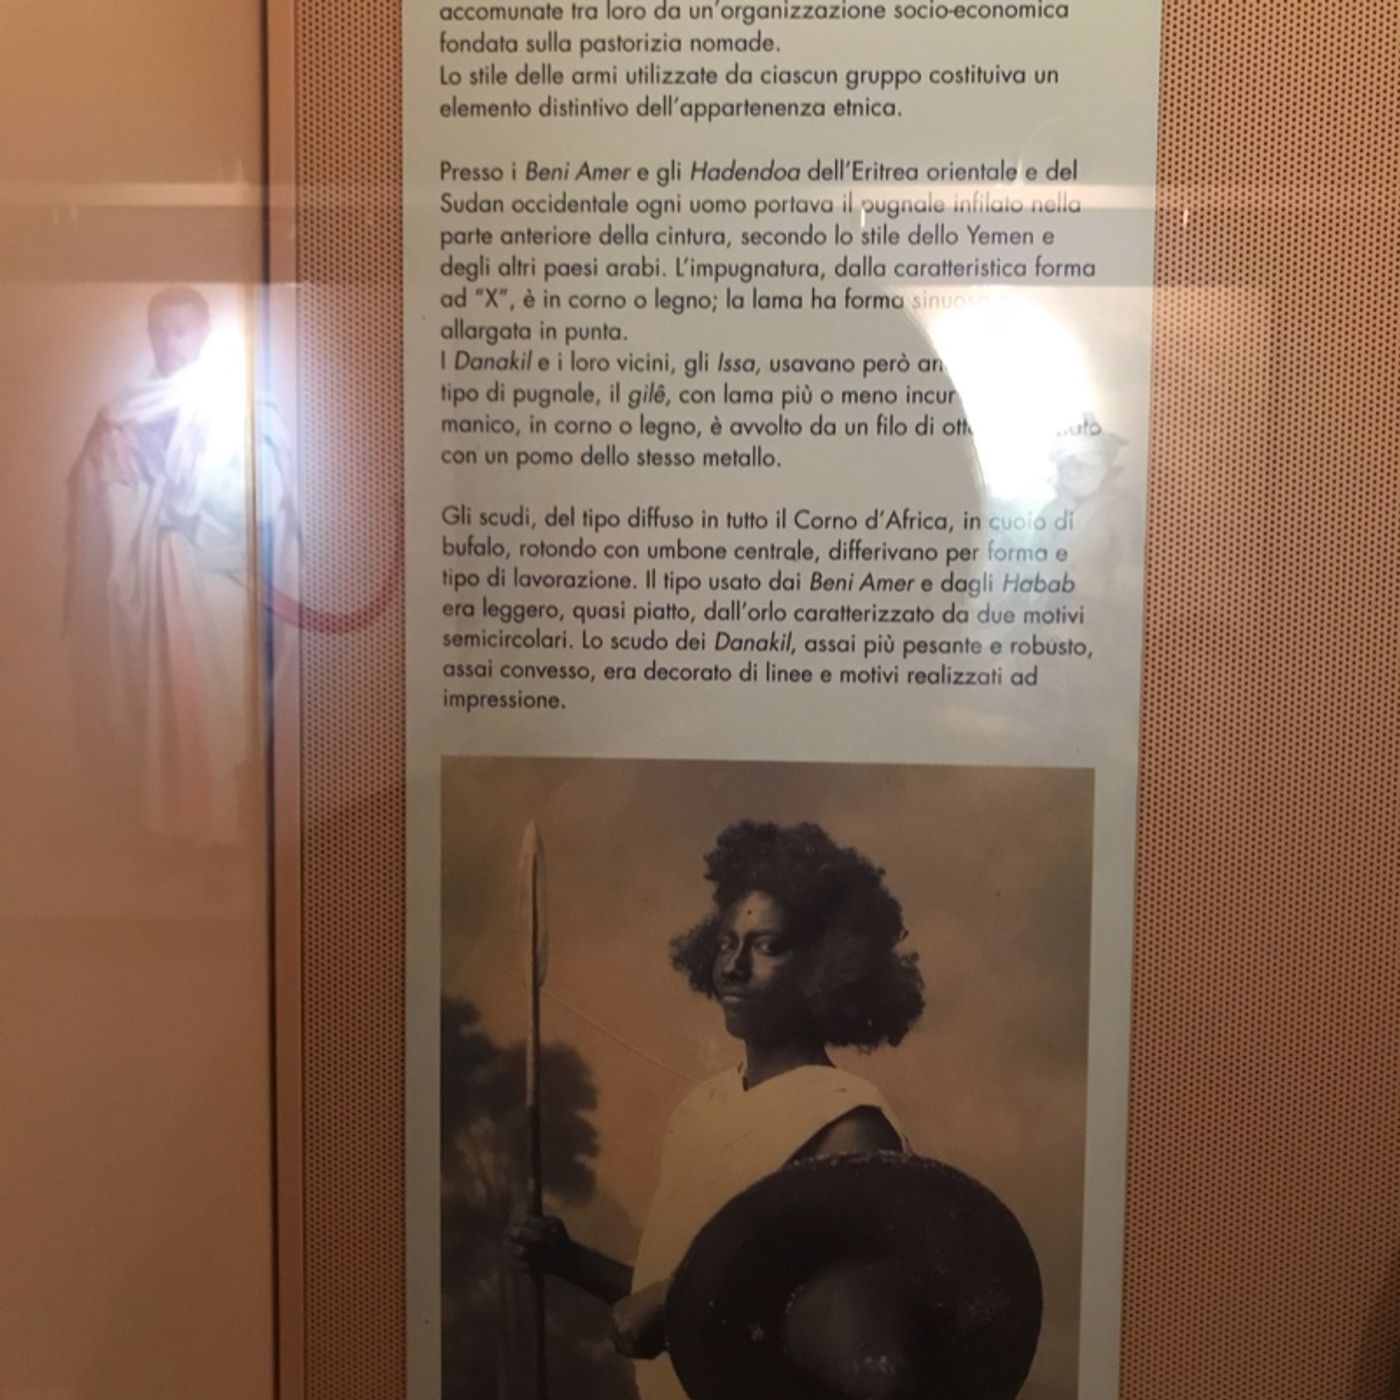 accomunate tra loro da un'organizzazione socio-economica
fondata sulla pastorizia nomade.
Lo stile delle armi utilizzate da ciascun gruppo costituiva un
elemento distintivo dell'appartenenza etnica.
Presso i Beni Amer e gli Hadendoa dell'Eritrea orientale e del
Sudan occidentale ogni uomo portava il pugnale infilato nella
parte anteriore della cintura, secondo lo stile dello Yemen e
degli altri paesi arabi. L'impugnatura, dalla caratteristica forma
ad "X", è in corno o legno; la lama ha forma
allargata in punta.
I Danakil e i loro vicini, gli Issa, usavano però
tipo di pugnale, il gilê, con lama più o meno
manico, in corno o legno, è avvolto da un filo di
con un pomo dello stesso metallo.
Gli scudi, del tipo diffuso in tutto il Corno d'Africa, in cuoio di
bufalo, rotondo con umbone centrale, differivano per forma e
tipo di lavorazione. Il tipo usato dai Beni Amer e dagli Habab
era leggero, quasi piatto, dall'orlo caratterizzato da due motivi
semicircolari. Lo scudo dei Danakil, assai più pesante e robusto,
assai convesso, era decorato di linee e motivi realizzati ad
impressione.